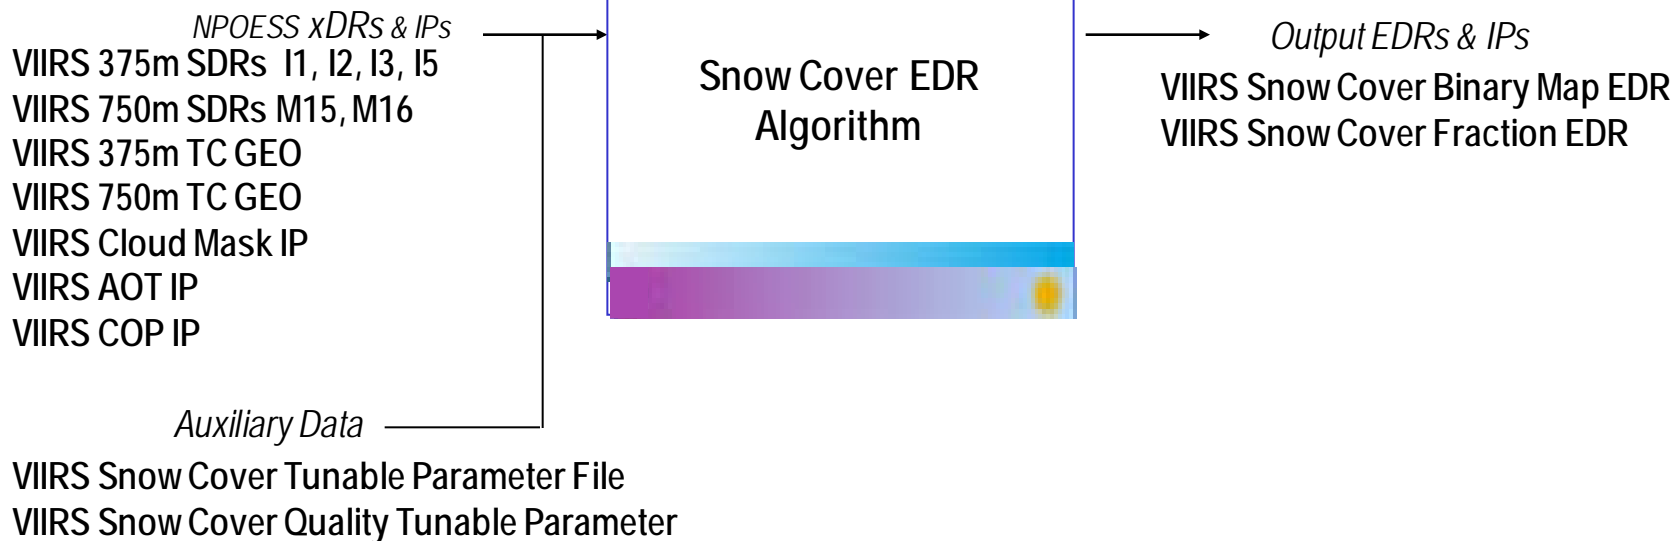 NPOESS xDRs & IPs
VIIRS 375m SDRs I1, I2, I3, I5
VIIRS 750m SDRs M15, M16
VIIRS 375m TC GEO
VIIRS 750m TC GEO
VIIRS Cloud Mask IP
VIIRS AOT IP
VIIRS COP IP
Auxiliary Data
VIIRS Snow Cover Tunable Parameter File
VIIRS Snow Cover Quality Tunable Parameter
Snow Cover EDR
Algorithm
Output EDRs & IPs
VIIRS Snow Cover Binary Map EDR
VIIRS Snow Cover Fraction EDR